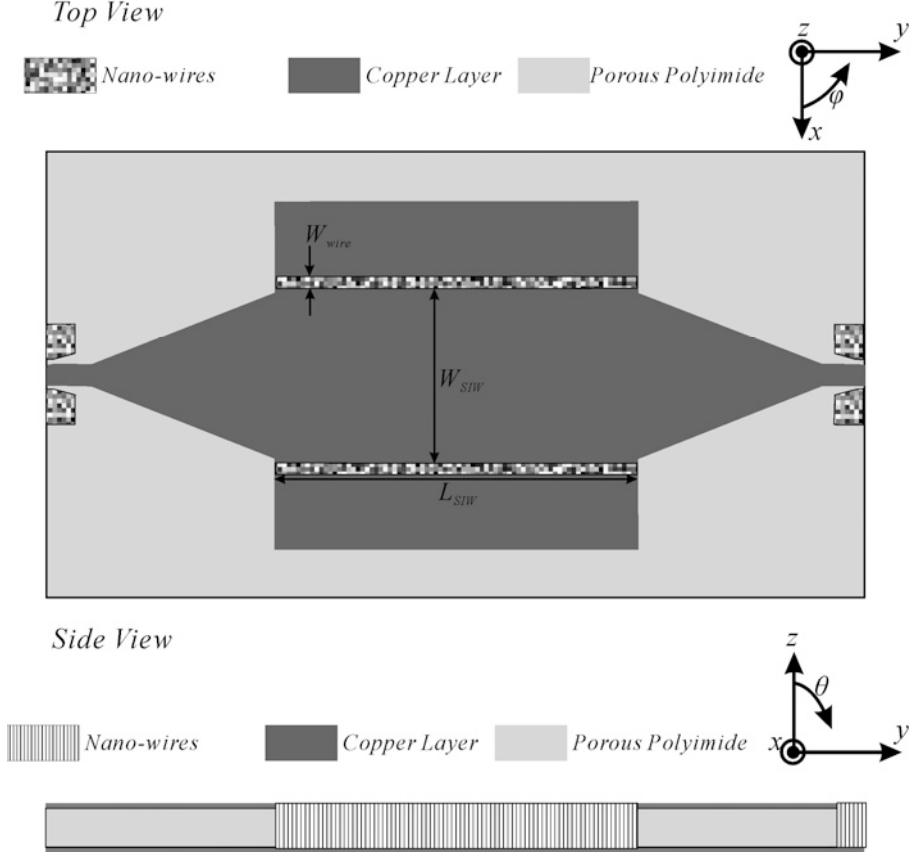 Top View
Nano-wires Copper Layer Porous Polyimide
z
y
φ
x
W_wire
W_SIW
L_SIW
Side View
z
θ
Nano-wires Copper Layer Porous Polyimide
x
y